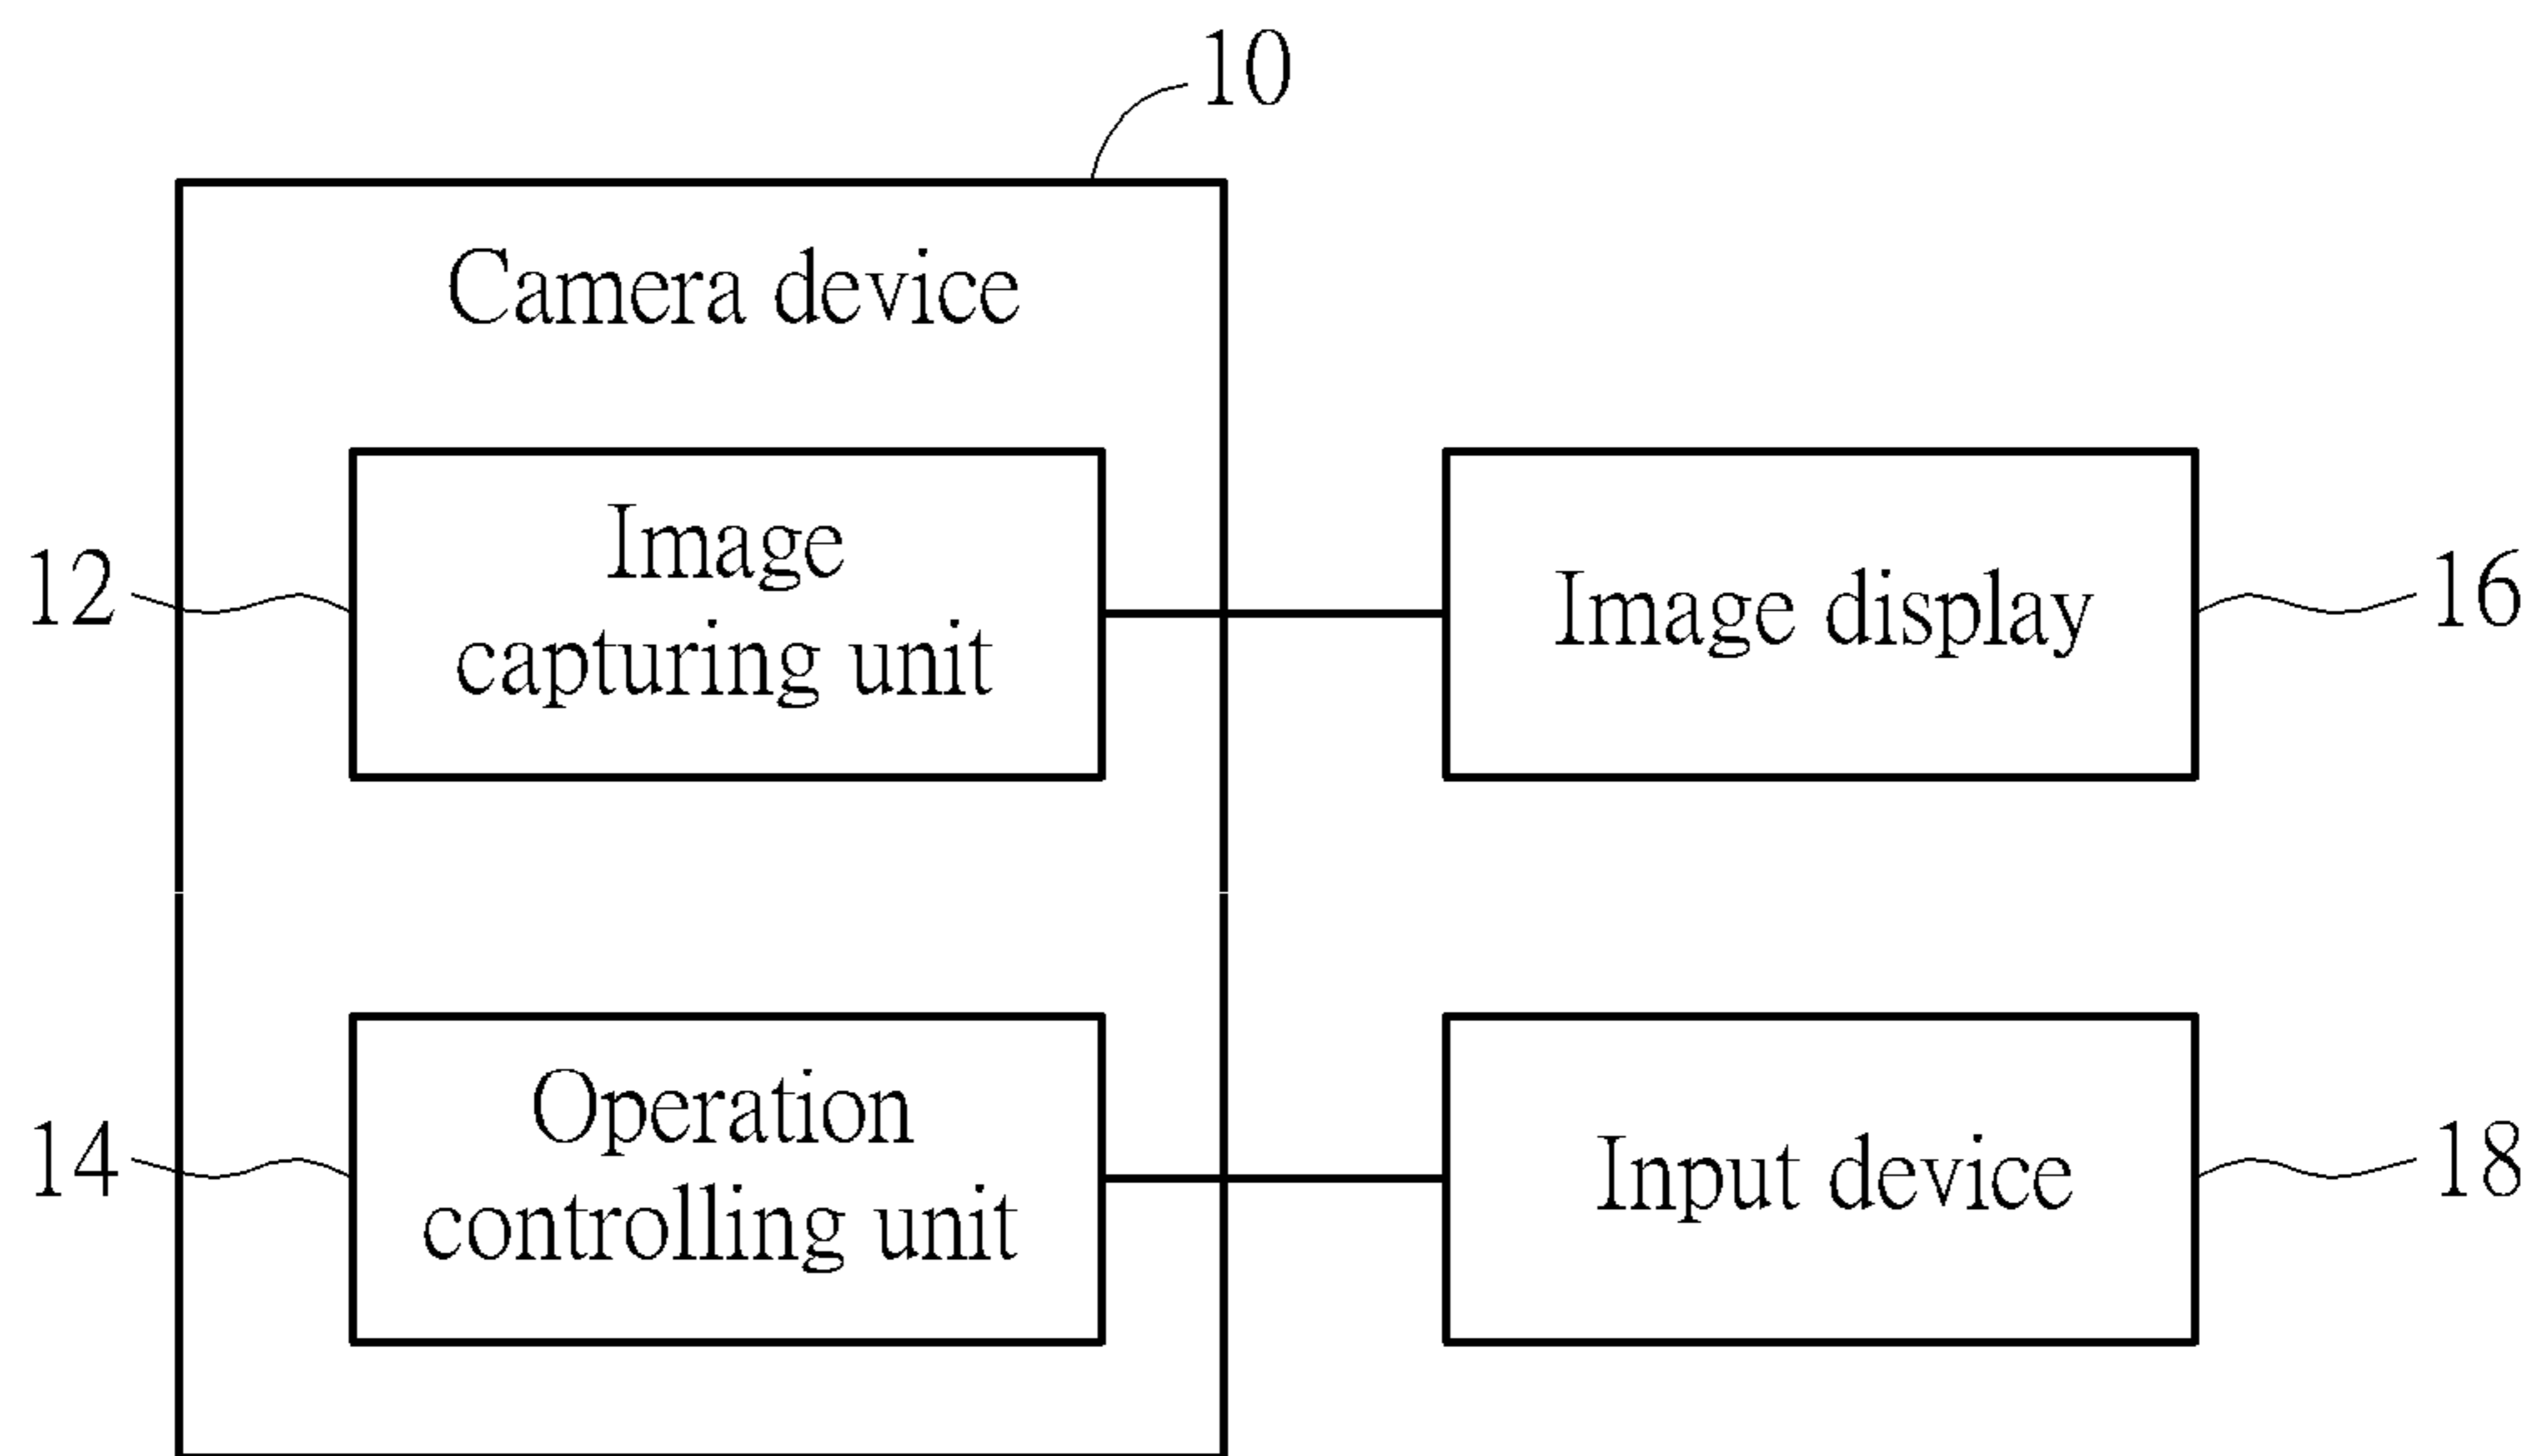 10
Camera device
12
Image
capturing unit
Image display
16
14
Operation
controlling unit
Input device
18